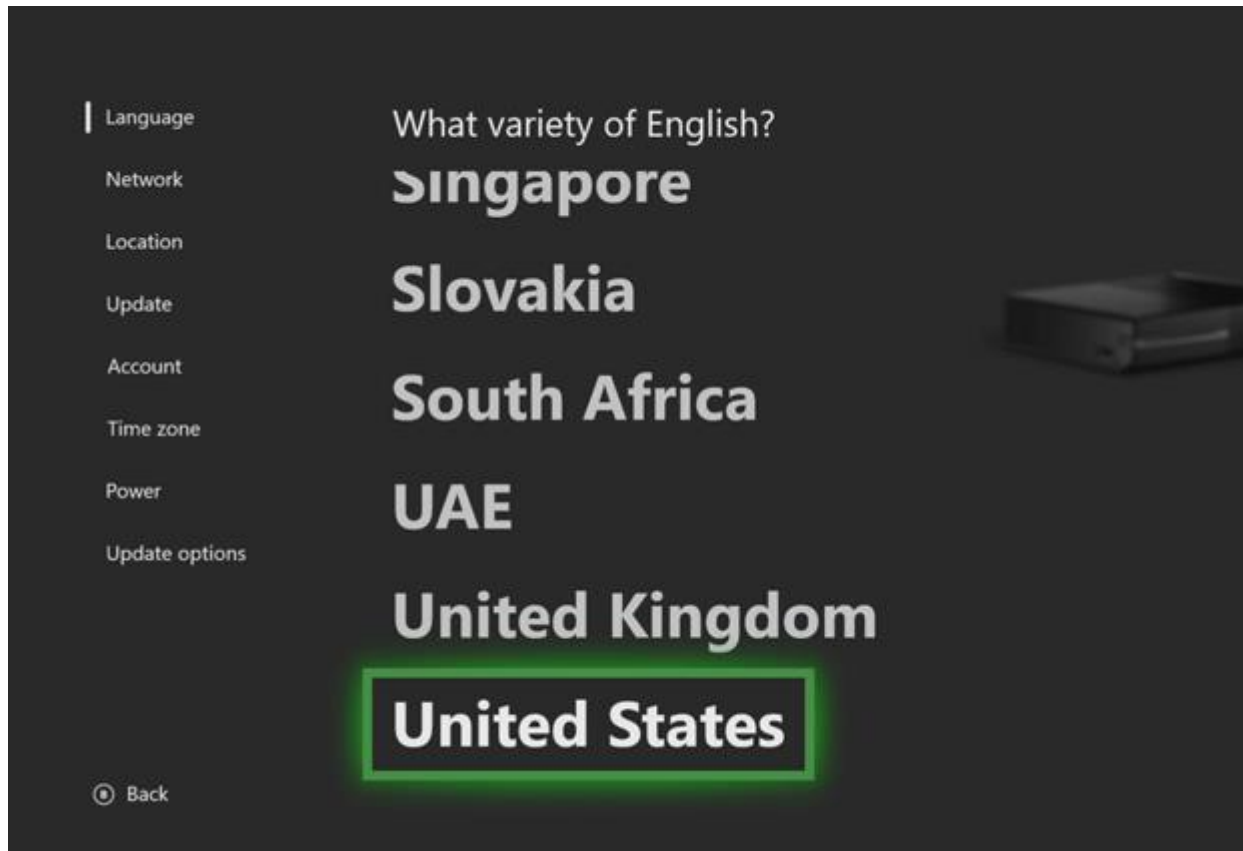 Language
Network
Location
Update
Account
Time zone
Power
Update options
Back
What variety of English?
Singapore
Slovakia
South Africa
UAE
United Kingdom
United States